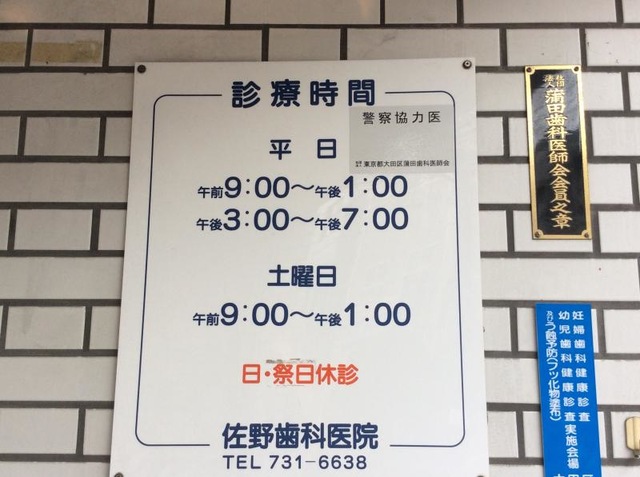 診療時間
警察協力医
東京都大田区蒲田歯科医師会
平日
午前9:00〜午後1:00
午後3:00〜午後7:00
土曜日
午前9:00〜午後1:00
日・祭日休診
佐野歯科医院
TEL 731-6638
蒲田歯科医師会会員之章
妊婦歯科健康診査
幼児歯科健康診査実施会場
及びう蝕予防(フッ化物塗布)